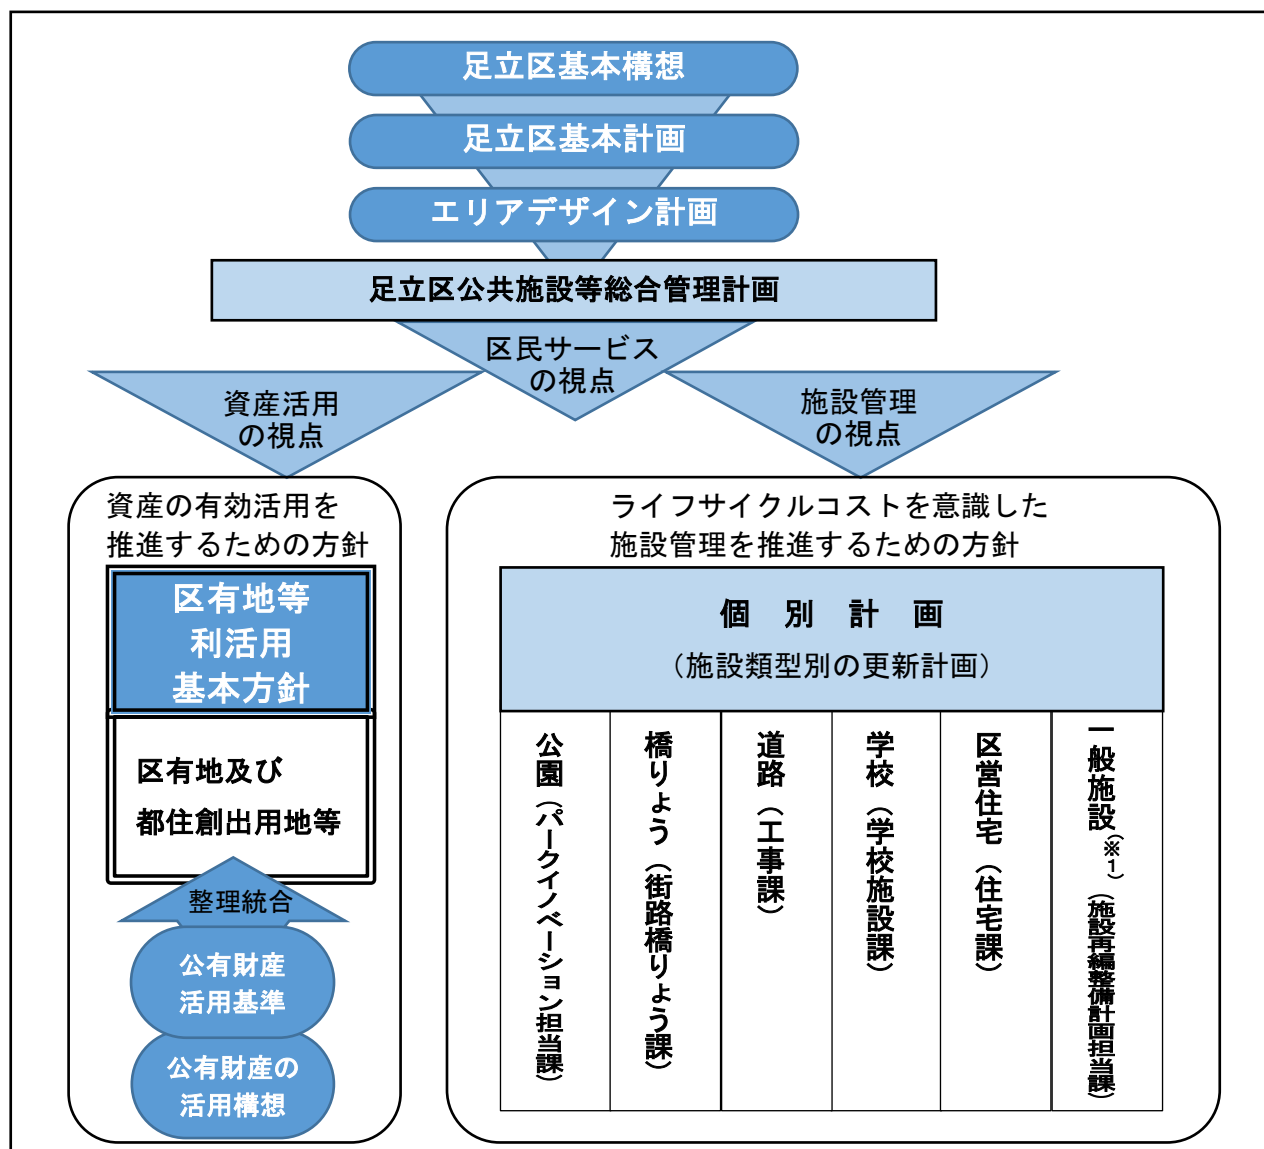 足立区基本構想
足立区基本計画
エリアデザイン計画
足立区公共施設等総合管理計画
区民サービス
の視点
資産活用
の視点
施設管理
の視点
資産の有効活用を
推進するための方針
区有地等
利活用
基本方針
区有地及び
都住創出用地等
整理統合
公有財産
活用基準
公有財産の
活用構想
ライフサイクルコストを意識した
施設管理を推進するための方針
個 別 計 画
（施設類型別の更新計画）
公園（パークイノベーション担当課）
橋りょう（街路橋りょう課）
道路（工事課）
学校（学校施設課）
区営住宅（住宅課）
一般施設（※１）（施設再編整備計画担当課）